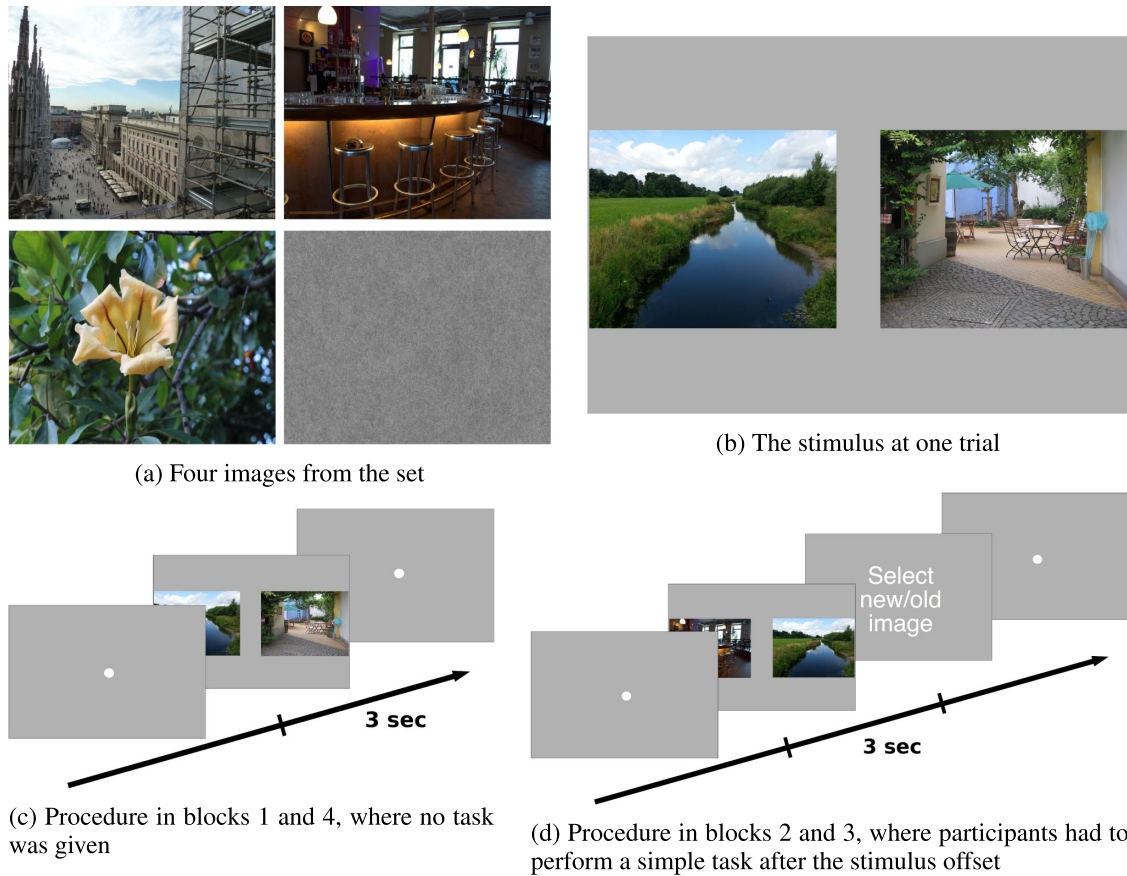 (a) Four images from the set
(b) The stimulus at one trial
3 sec
(c) Procedure in blocks 1 and 4, where no task
was given
Select
new/old
image
3 sec
(d) Procedure in blocks 2 and 3, where participants had to
perform a simple task after the stimulus offset